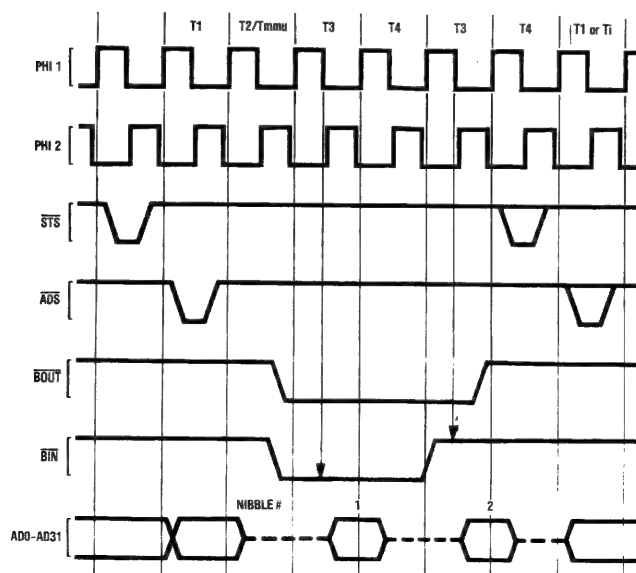 T1 T2/Tmmu T3 T4 T3 T4 T1 or Ti
PHI 1
PHI 2
STS
ADS
BOUT
BIN
NIBBLE # 1 2
AD0-AD31